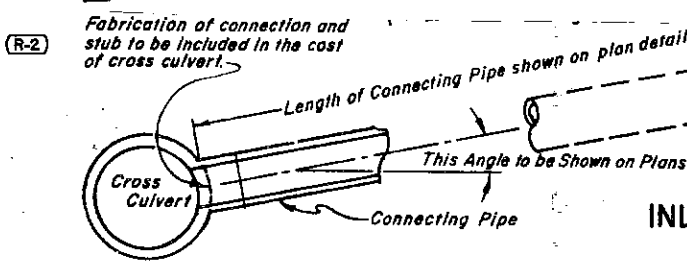 R-2
Fabrication of connection and
stub to be included in the cost
of cross culvert.
Length of Connecting Pipe shown on plan detail
This Angle to be Shown on Plans
Cross
Culvert
Connecting Pipe